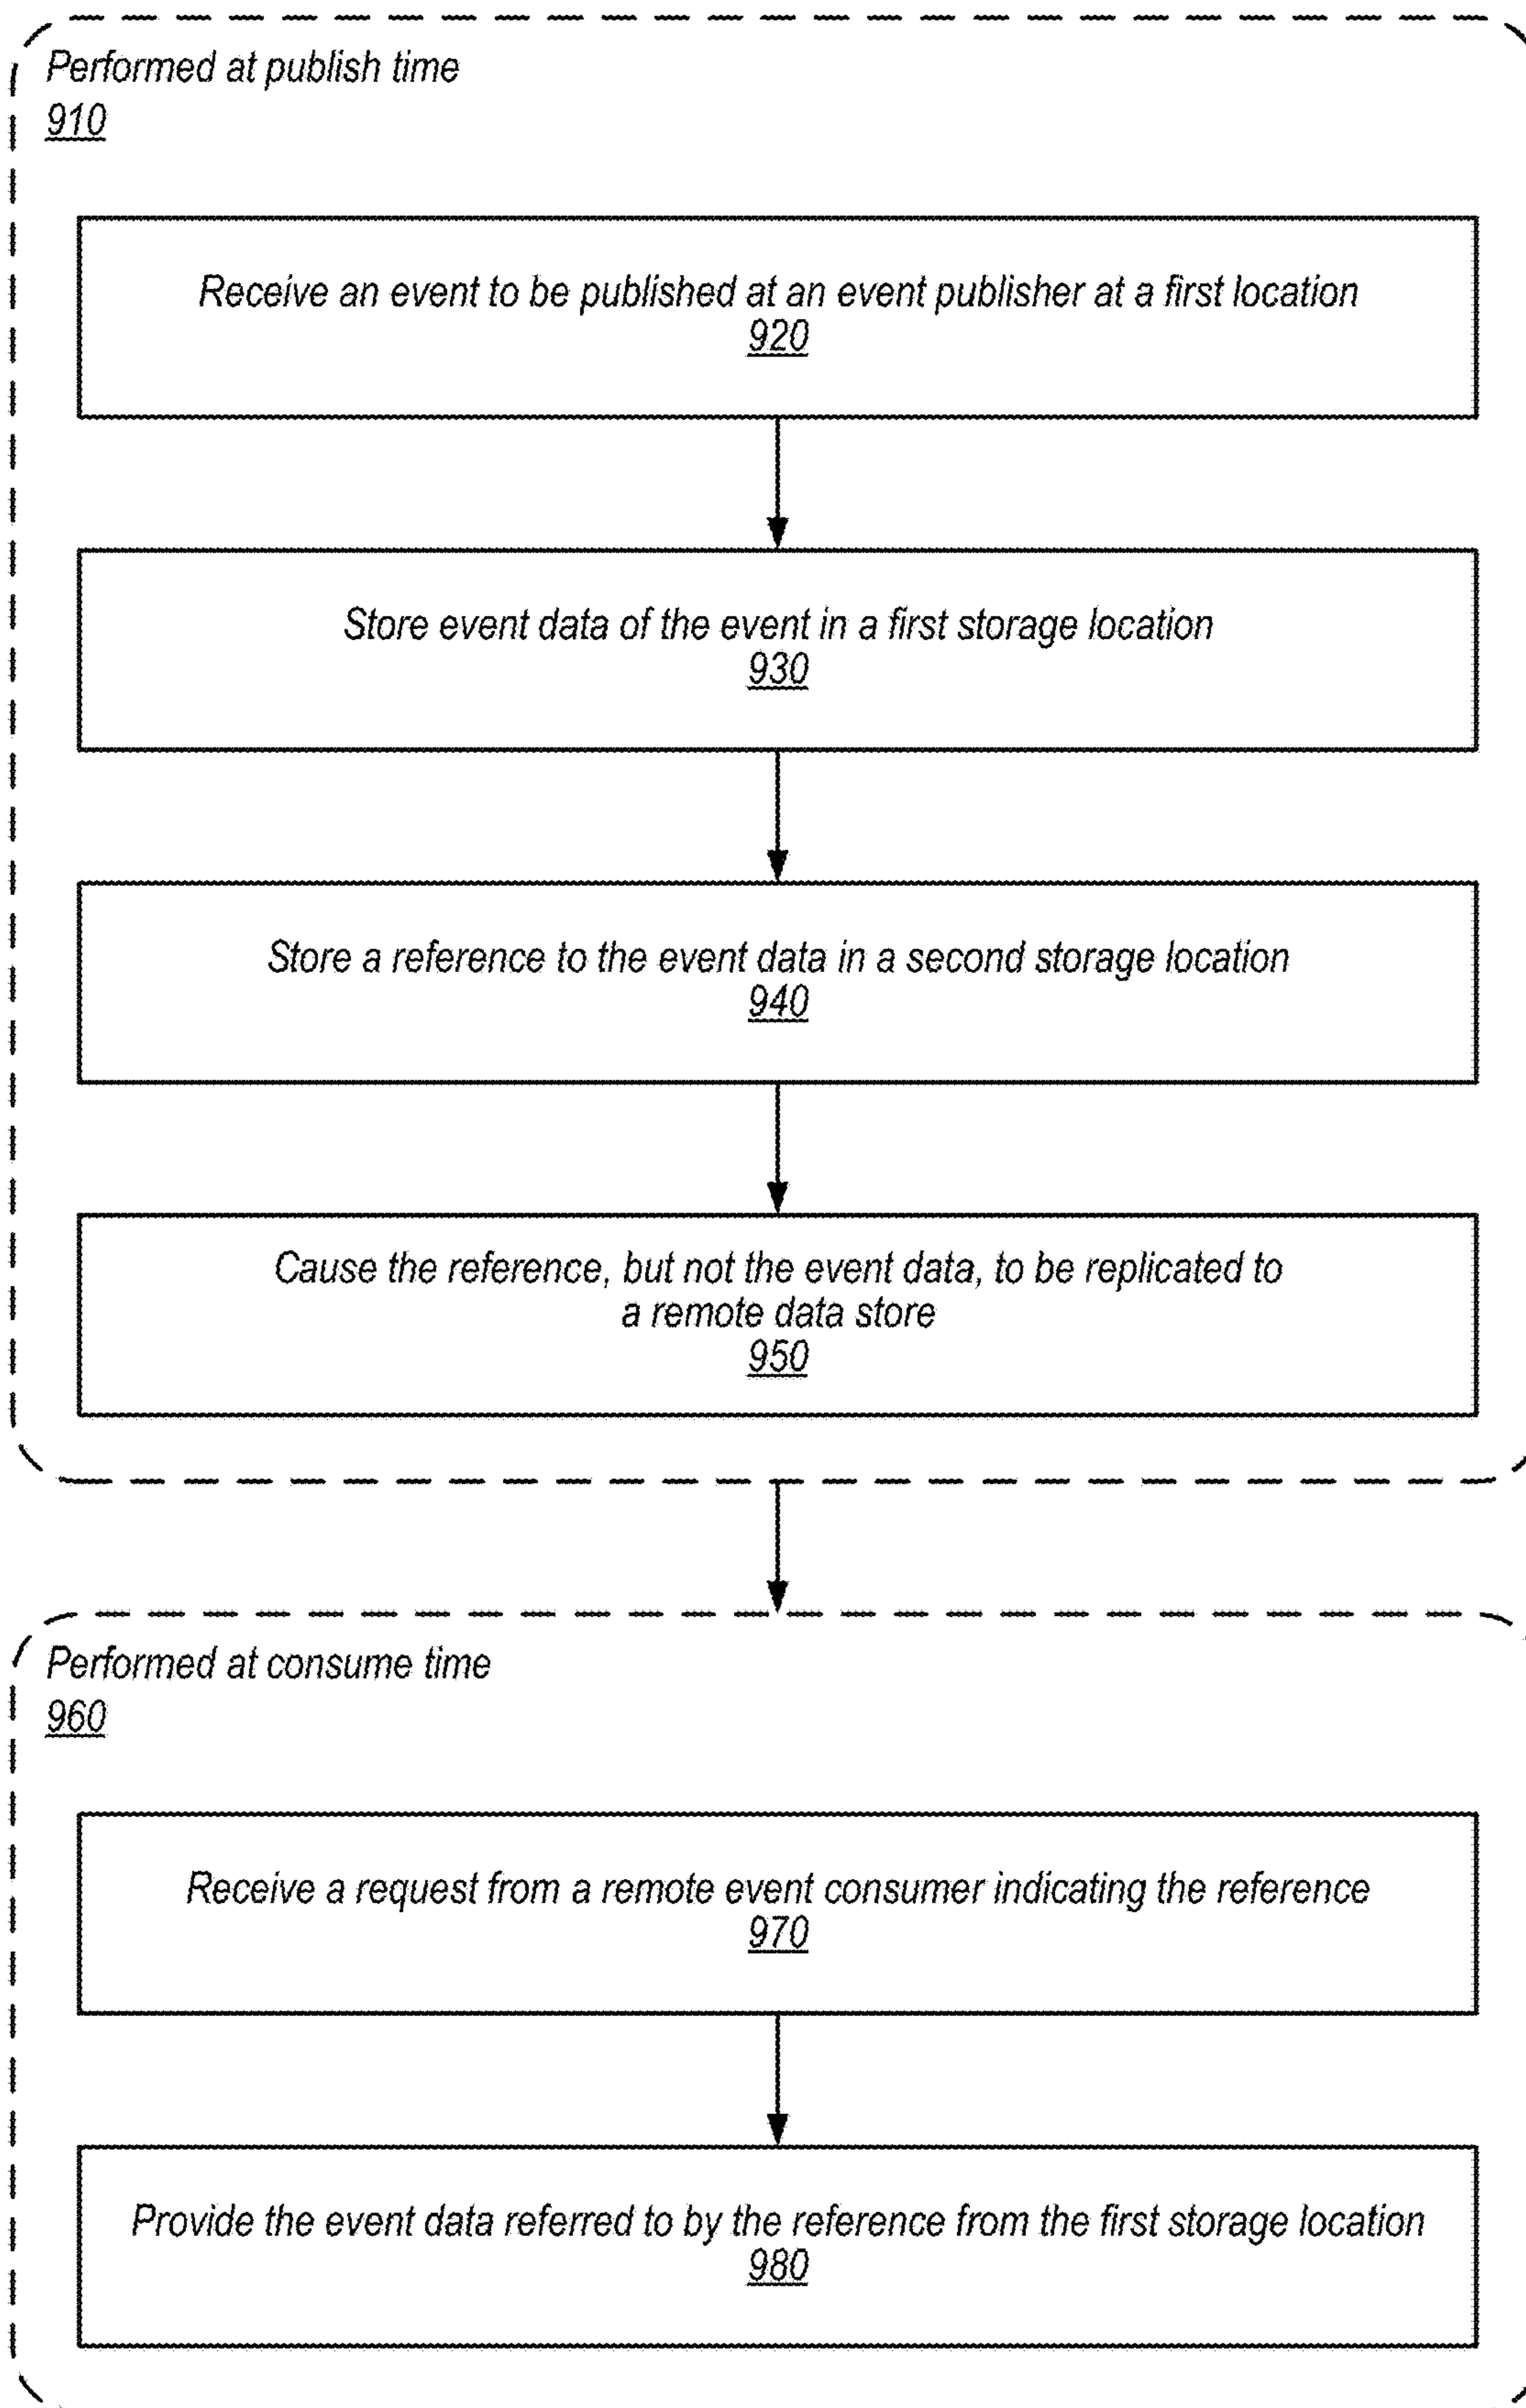 Performed at publish time
910
Receive an event to be published at an event publisher at a first location
920
Store event data of the event in a first storage location
930
Store a reference to the event data in a second storage location
940
Cause the reference, but not the event data, to be replicated to
a remote data store
950
Performed at consume time
960
Receive a request from a remote event consumer indicating the reference
970
Provide the event data referred to by the reference from the first storage location
980